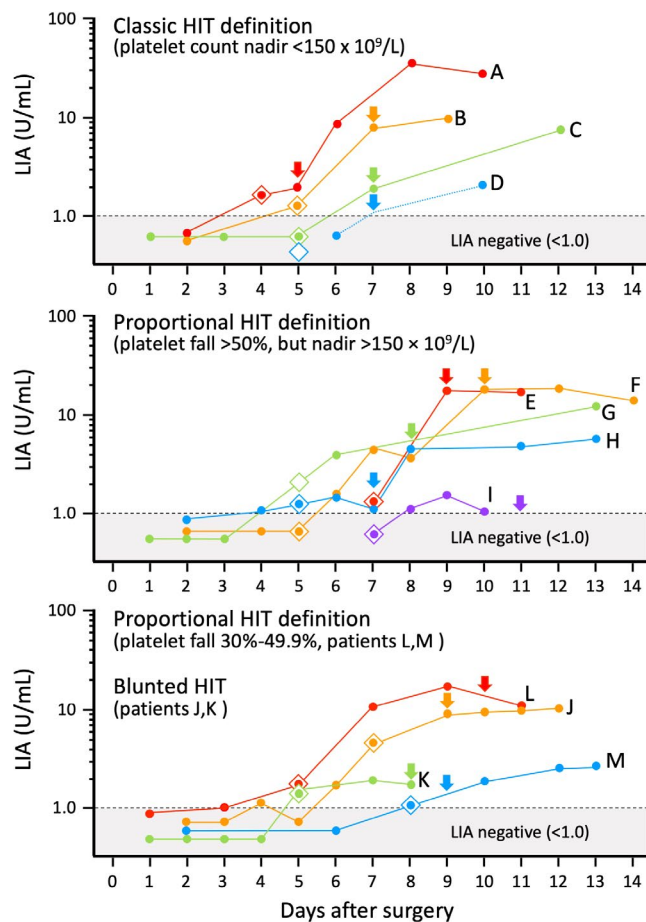 Classic HIT definition
(platelet count nadir <150 x 10⁹/L)
LIA (U/mL)
100
10
1.0
A
B
C
D
LIA negative (<1.0)
0 1 2 3 4 5 6 7 8 9 10 11 12 13 14
Proportional HIT definition
(platelet fall >50%, but nadir >150 × 10⁹/L)
LIA (U/mL)
100
10
1.0
E
F
G
H
I
LIA negative (<1.0)
0 1 2 3 4 5 6 7 8 9 10 11 12 13 14
Proportional HIT definition
(platelet fall 30%-49.9%, patients L,M )
Blunted HIT
(patients J,K )
LIA (U/mL)
100
10
1.0
L
J
K
M
LIA negative (<1.0)
0 1 2 3 4 5 6 7 8 9 10 11 12 13 14
Days after surgery